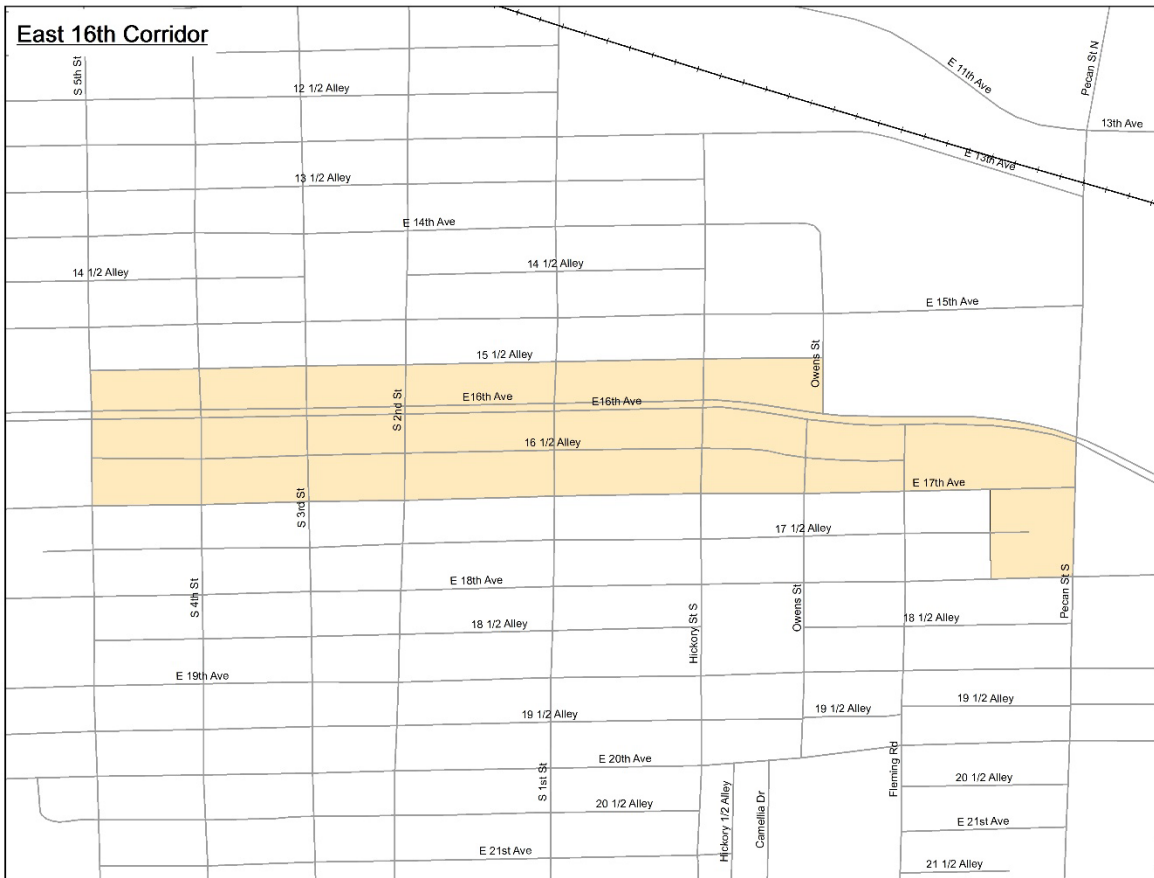 East 16th Corridor
S 5th St
Pecan St N
E 11th Ave
12 1/2 Alley
13th Ave
E 13th Ave
13 1/2 Alley
E 14th Ave
14 1/2 Alley
14 1/2 Alley
E 15th Ave
15 1/2 Alley
Owens St
S 2nd St
E16th Ave
E16th Ave
16 1/2 Alley
S 3rd St
E 17th Ave
17 1/2 Alley
S 4th St
E 18th Ave
Owens St
Pecan St S
18 1/2 Alley
18 1/2 Alley
Hickory St S
E 19th Ave
19 1/2 Alley
19 1/2 Alley
19 1/2 Alley
S 1st St
E 20th Ave
Fleming Rd
20 1/2 Alley
20 1/2 Alley
Hickory 1/2 Alley
Camellia Dr
E 21st Ave
E 21st Ave
21 1/2 Alley